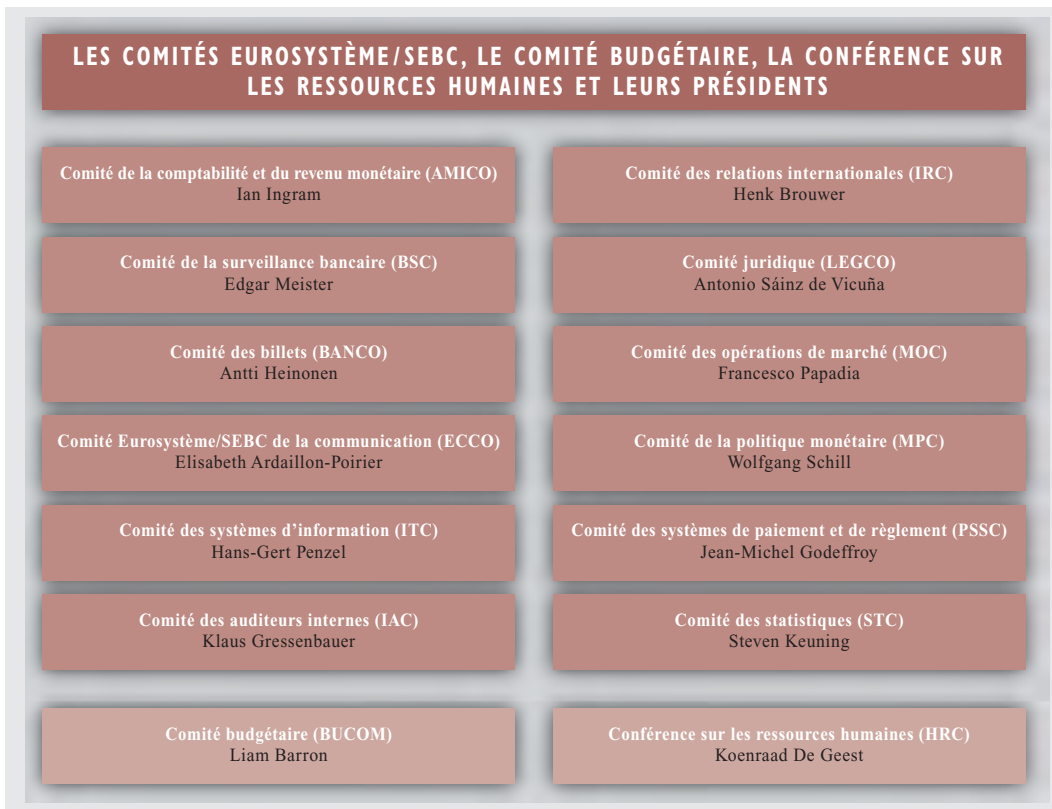 LES COMITÉS EUROSYSTÈME/SEBC, LE COMITÉ BUDGÉTAIRE, LA CONFÉRENCE SUR
LES RESSOURCES HUMAINES ET LEURS PRÉSIDENTS
Comité de la comptabilité et du revenu monétaire (AMICO)
Ian Ingram
Comité des relations internationales (IRC)
Henk Brouwer
Comité de la surveillance bancaire (BSC)
Edgar Meister
Comité juridique (LEGCO)
Antonio Sáinz de Vicuña
Comité des billets (BANCO)
Antti Heinonen
Comité des opérations de marché (MOC)
Francesco Papadia
Comité Eurosystème/SEBC de la communication (ECCO)
Elisabeth Ardaillon-Poirier
Comité de la politique monétaire (MPC)
Wolfgang Schill
Comité des systèmes d’information (ITC)
Hans-Gert Penzel
Comité des systèmes de paiement et de règlement (PSSC)
Jean-Michel Godeffroy
Comité des auditeurs internes (IAC)
Klaus Gressenbauer
Comité des statistiques (STC)
Steven Keuning
Comité budgétaire (BUCOM)
Liam Barron
Conférence sur les ressources humaines (HRC)
Koenraad De Geest